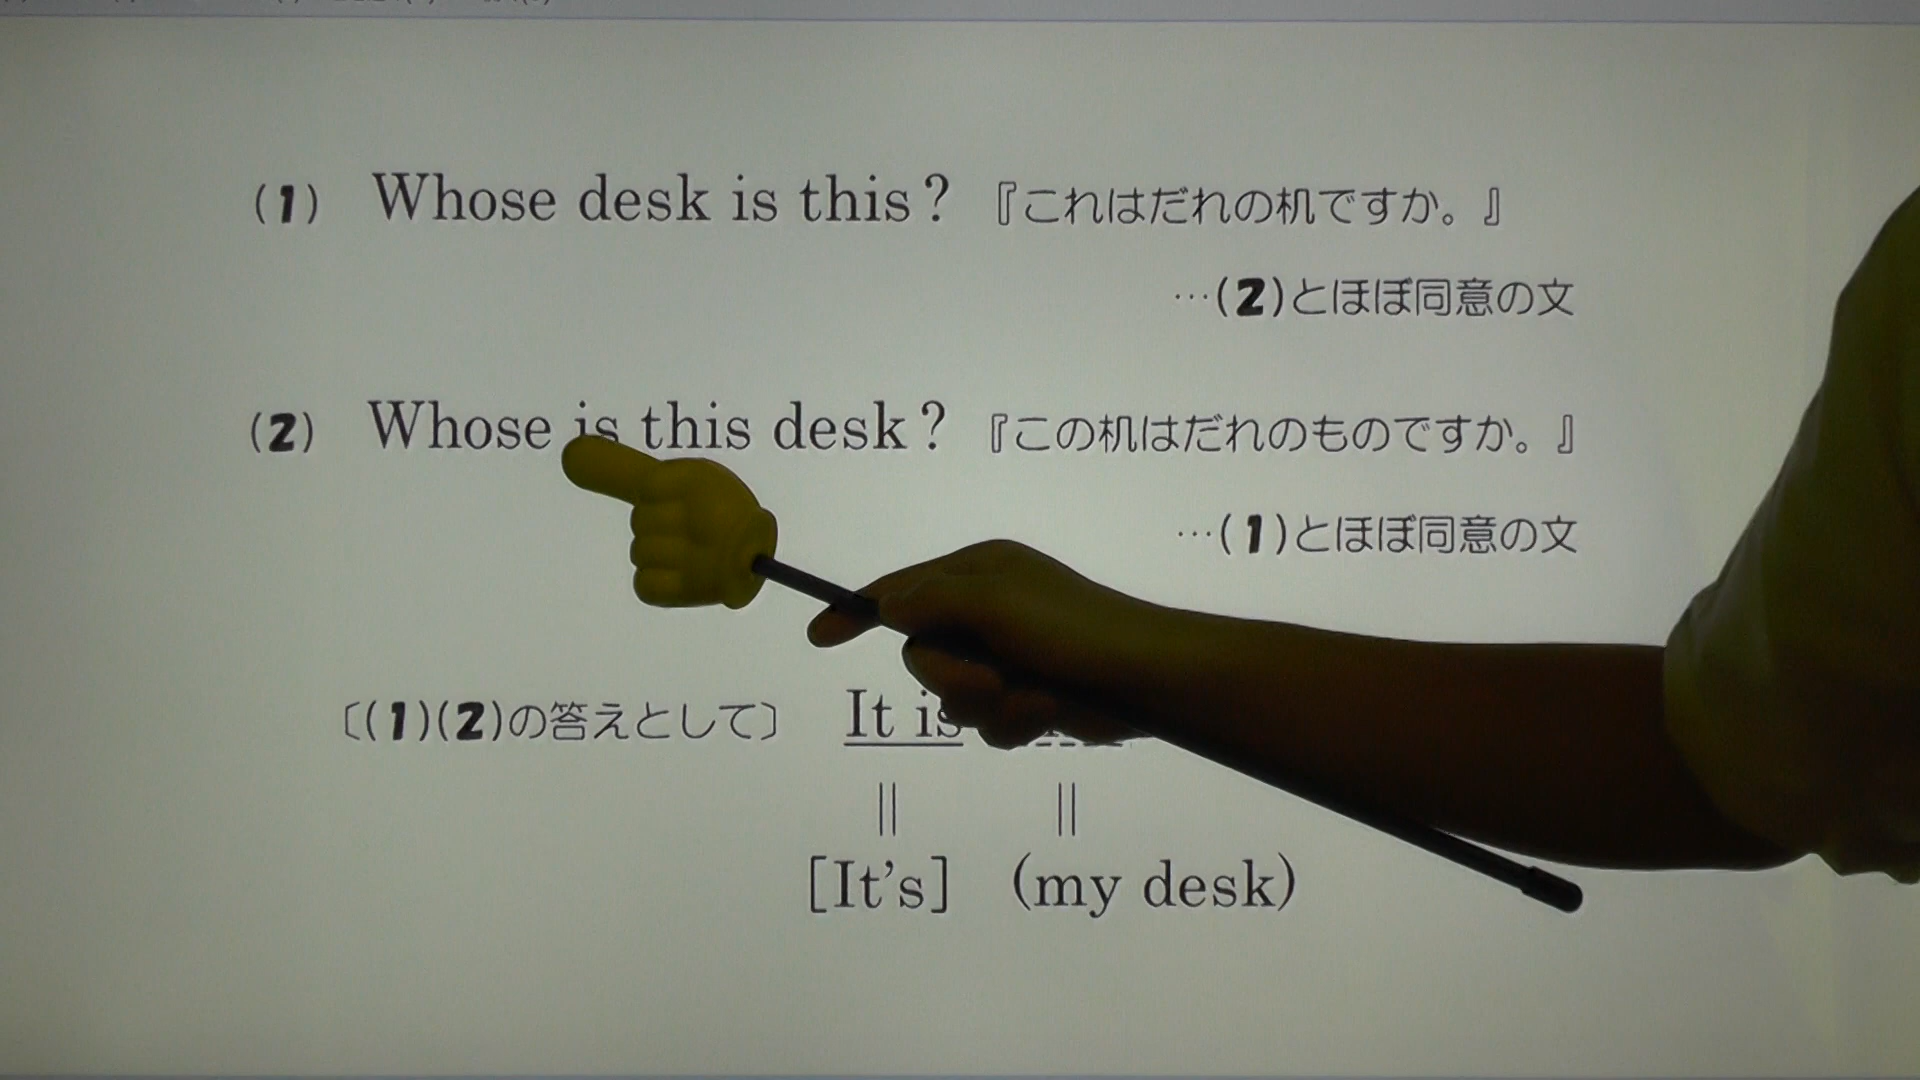 (1) Whose desk is this? 『これはだれの机ですか。』
…(2)とほぼ同意の文
(2) Whose is this desk? 『この机はだれのものですか。』
…(1)とほぼ同意の文
〔(1)(2)の答えとして〕 It is
|| ||
[It's] (my desk)